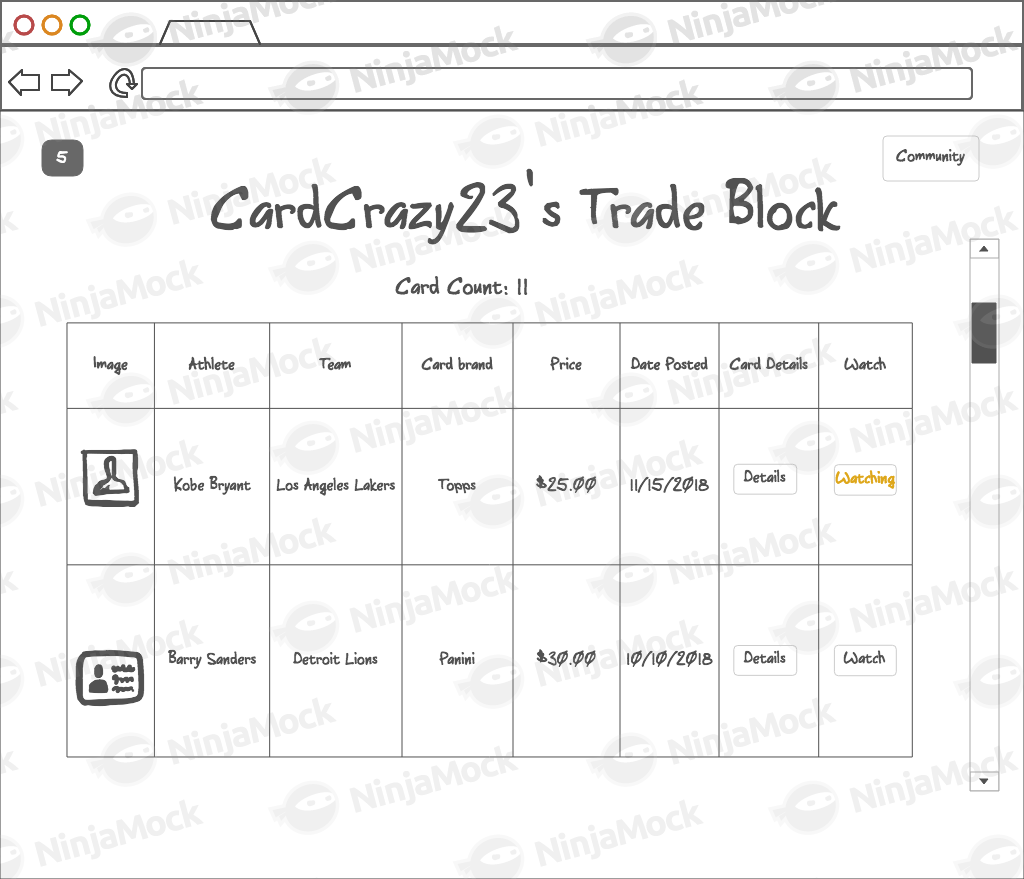 5
Community
CardCrazy23's Trade Block
Card Count: 11
Image Athlete Team Card brand Price Date Posted Card Details Watch
Kobe Bryant Los Angeles Lakers Topps $25.00 11/15/2018 Details Watching
Barry Sanders Detroit Lions Panini $30.00 10/10/2018 Details Watch
NinjaMock